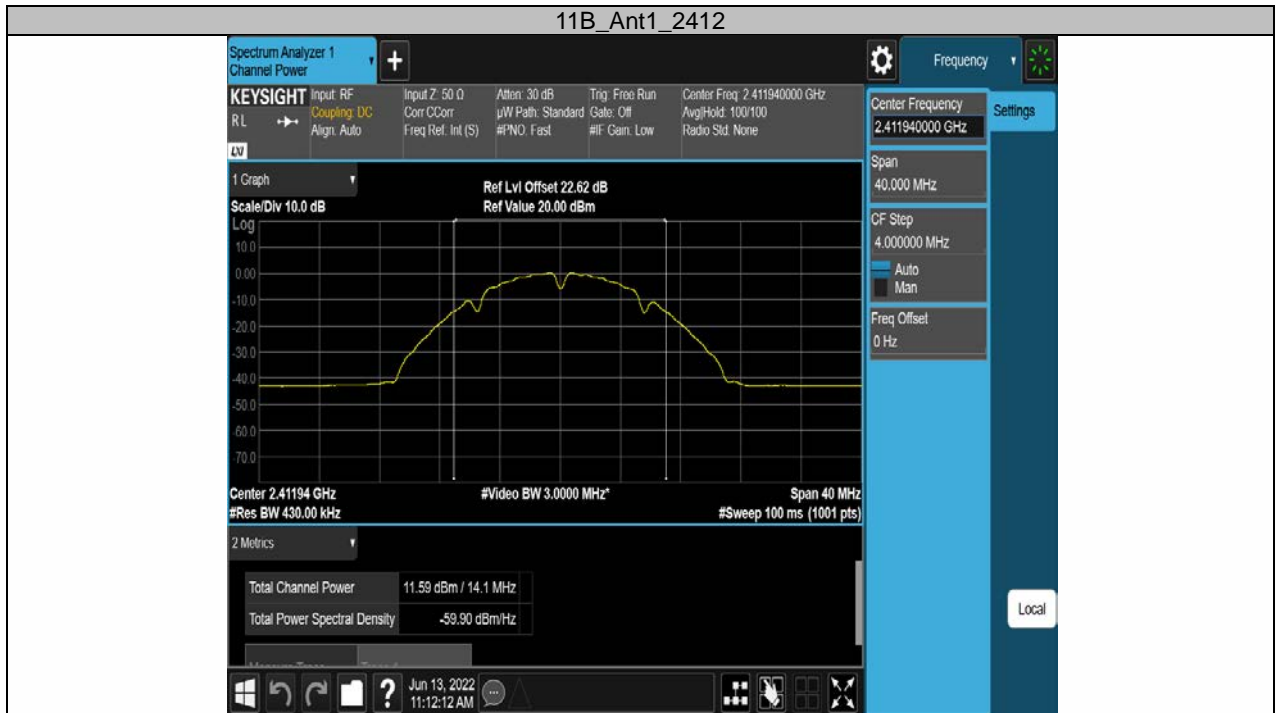 11B_Ant1_2412
Spectrum Analyzer 1
Channel Power
+
Frequency
KEYSIGHT
RL
LXI
Input: RF
Coupling: DC
Align: Auto
Input Z: 50 Ω
Corr CCorr
Freq Ref: Int (S)
Atten: 30 dB
µW Path: Standard
#PNO: Fast
Trig: Free Run
Gate: Off
#IF Gain: Low
Center Freq: 2.411940000 GHz
Avg|Hold: 100/100
Radio Std: None
Center Frequency
2.411940000 GHz
Settings
Span
40.000 MHz
CF Step
4.000000 MHz
Auto
Man
Freq Offset
0 Hz
Local
1 Graph
Scale/Div 10.0 dB
Ref Lvl Offset 22.62 dB
Ref Value 20.00 dBm
Log
10.0
0.00
-10.0
-20.0
-30.0
-40.0
-50.0
-60.0
-70.0
Center 2.41194 GHz
#Video BW 3.0000 MHz*
Span 40 MHz
#Res BW 430.00 kHz
#Sweep 100 ms (1001 pts)
2 Metrics
Total Channel Power 11.59 dBm / 14.1 MHz
Total Power Spectral Density -59.90 dBm/Hz
?
Jun 13, 2022
11:12:12 AM